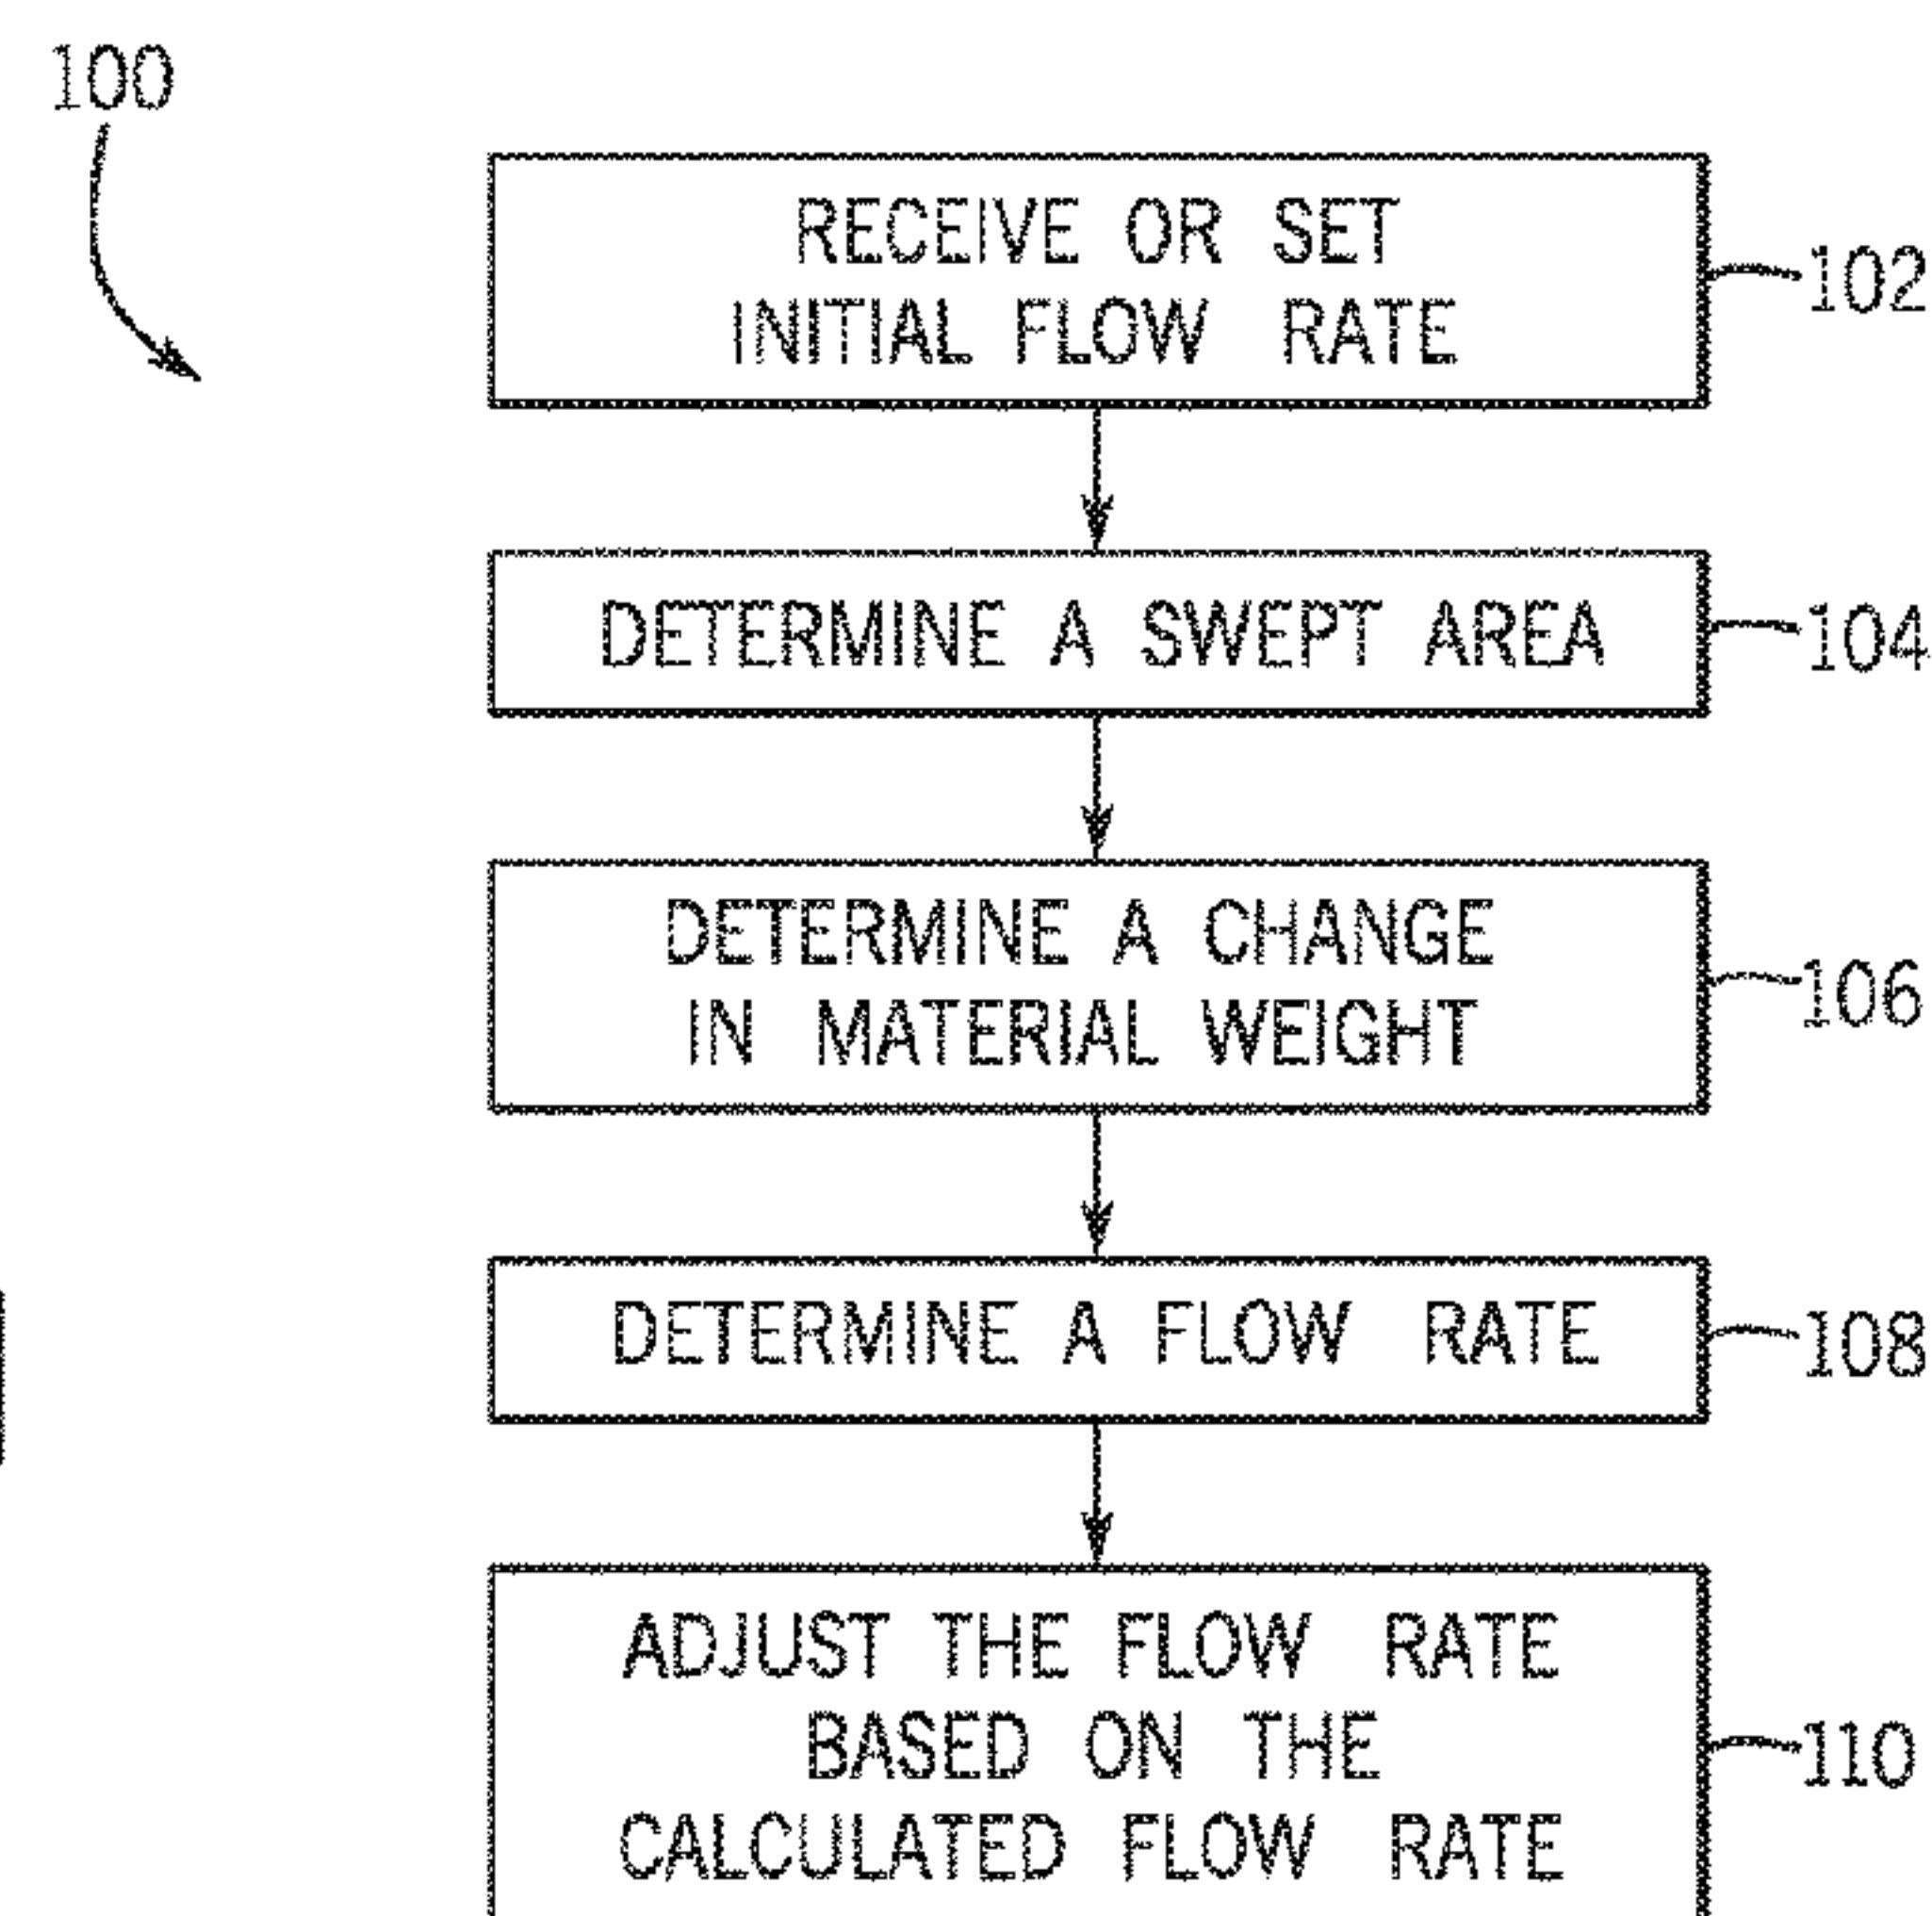 100
RECEIVE OR SET
INITIAL FLOW RATE
102
DETERMINE A SWEPT AREA
104
DETERMINE A CHANGE
IN MATERIAL WEIGHT
106
DETERMINE A FLOW RATE
108
ADJUST THE FLOW RATE
BASED ON THE
CALCULATED FLOW RATE
110